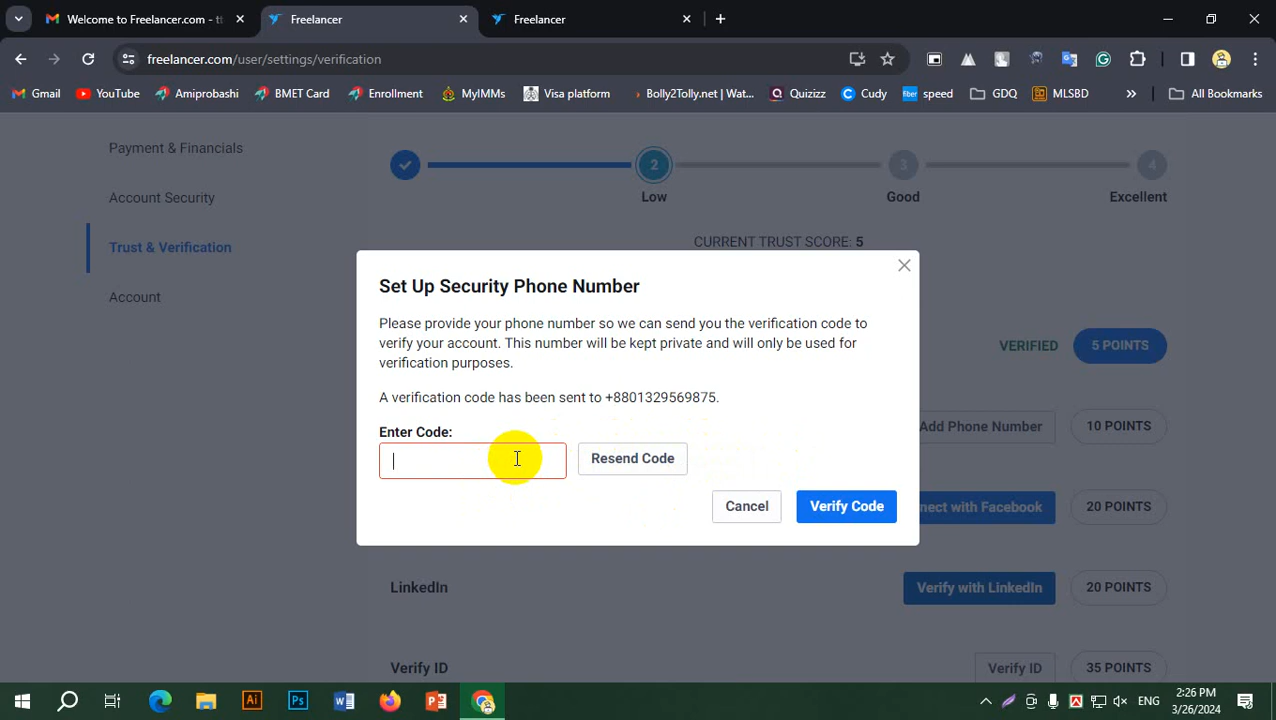 Welcome to Freelancer.com - tt
Freelancer
Freelancer
freelancer.com/user/settings/verification
Gmail
YouTube
Amiprobashi
BMET Card
Enrollment
MyIMMs
Visa platform
Bolly2Tolly.net | Wat...
Quizizz
Cudy
fiber speed
GDQ
MLSBD
All Bookmarks
Payment & Financials
Account Security
Trust & Verification
Account
2
3
4
Low
Good
Excellent
CURRENT TRUST SCORE: 5
Set Up Security Phone Number
Please provide your phone number so we can send you the verification code to
verify your account. This number will be kept private and will only be used for
verification purposes.
A verification code has been sent to +8801329569875.
Enter Code:
Resend Code
Cancel
Verify Code
VERIFIED
5 POINTS
Add Phone Number
10 POINTS
nect with Facebook
20 POINTS
LinkedIn
Verify with LinkedIn
20 POINTS
Verify ID
Verify ID
35 POINTS
Ai
Ps
ENG
2:26 PM
3/26/2024